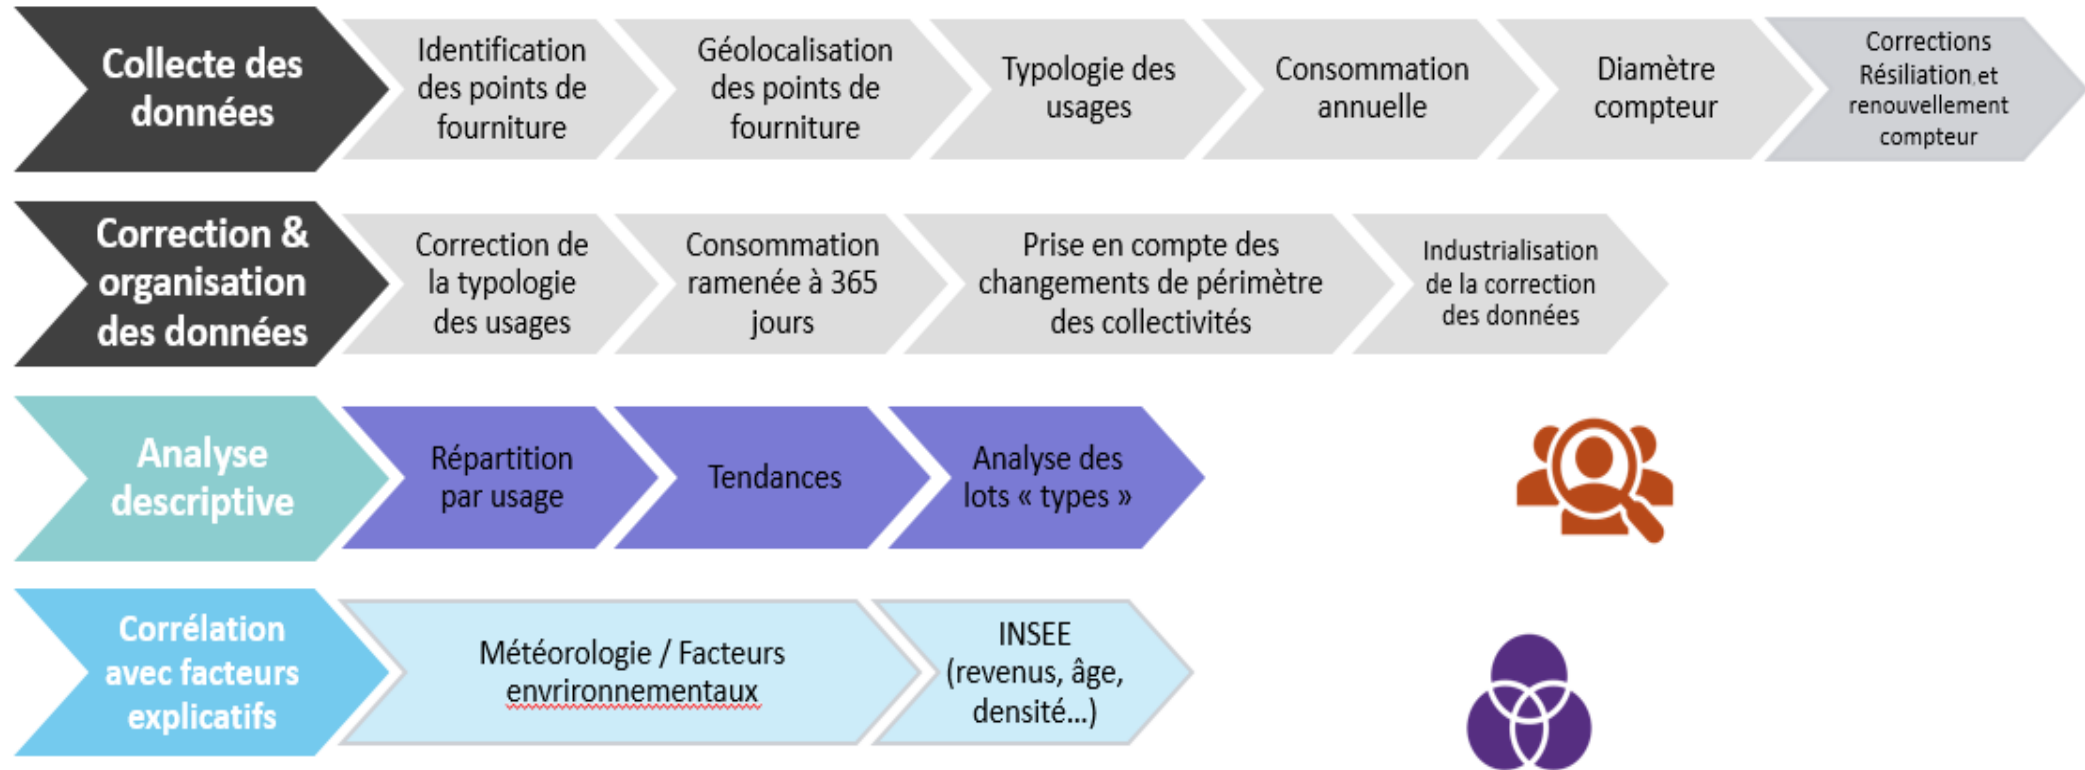 Collecte des
données
Identification
des points de
fourniture
Géolocalisation
des points de
fourniture
Typologie des
usages
Consommation
annuelle
Diamètre
compteur
Corrections
Résiliation, et
renouvellement
compteur
Correction &
organisation
des données
Correction de
la typologie
des usages
Consommation
ramenée à 365
jours
Prise en compte des
changements de périmètre
des collectivités
Industrialisation
de la correction
des données
Analyse
descriptive
Répartition
par usage
Tendances
Analyse des
lots « types »
Corrélation
avec facteurs
explicatifs
Météorologie / Facteurs
envrironnementaux
INSEE
(revenus, âge,
densité...)